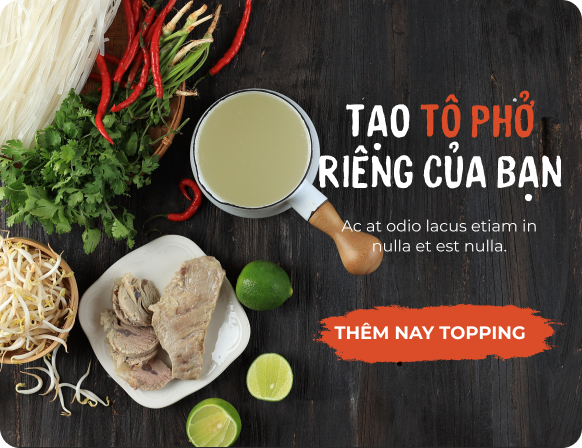 TẠO TÔ PHỞ
RIÊNG CỦA BẠN
Ac at odio lacus etiam in
nulla et est nulla.
THÊM NAY TOPPING